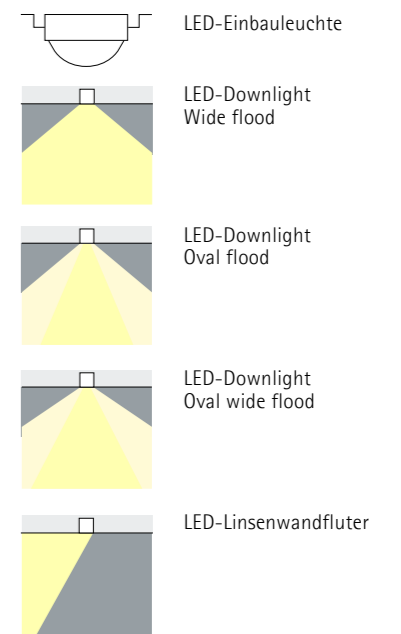 LED-Einbauleuchte
LED-Downlight
Wide flood
LED-Downlight
Oval flood
LED-Downlight
Oval wide flood
LED-Linsenwandfluter